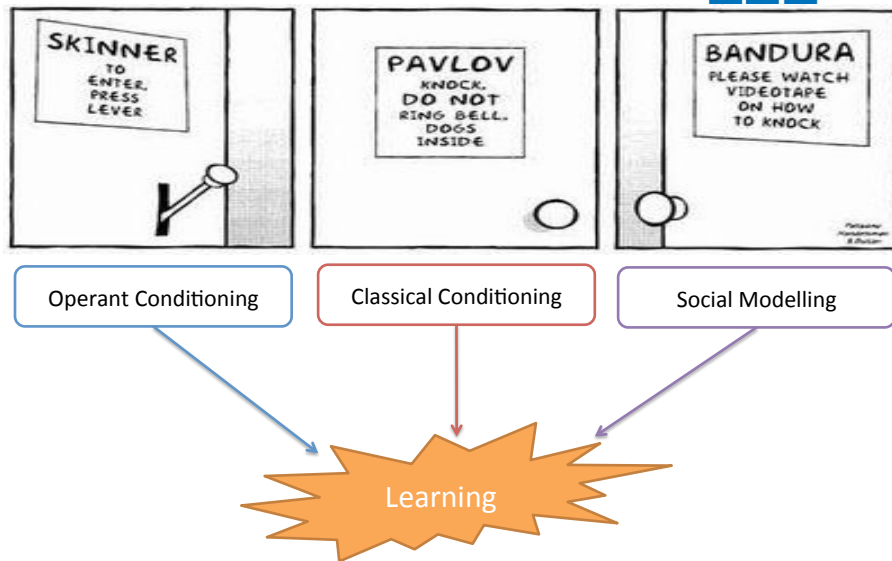 SKINNER
TO
ENTER,
PRESS
LEVER
PAVLOV
KNOCK.
DO NOT
RING BELL.
DOGS
INSIDE
BANDURA
PLEASE WATCH
VIDEOTAPE
ON HOW
TO KNOCK
Operant Conditioning
Classical Conditioning
Social Modelling
Learning